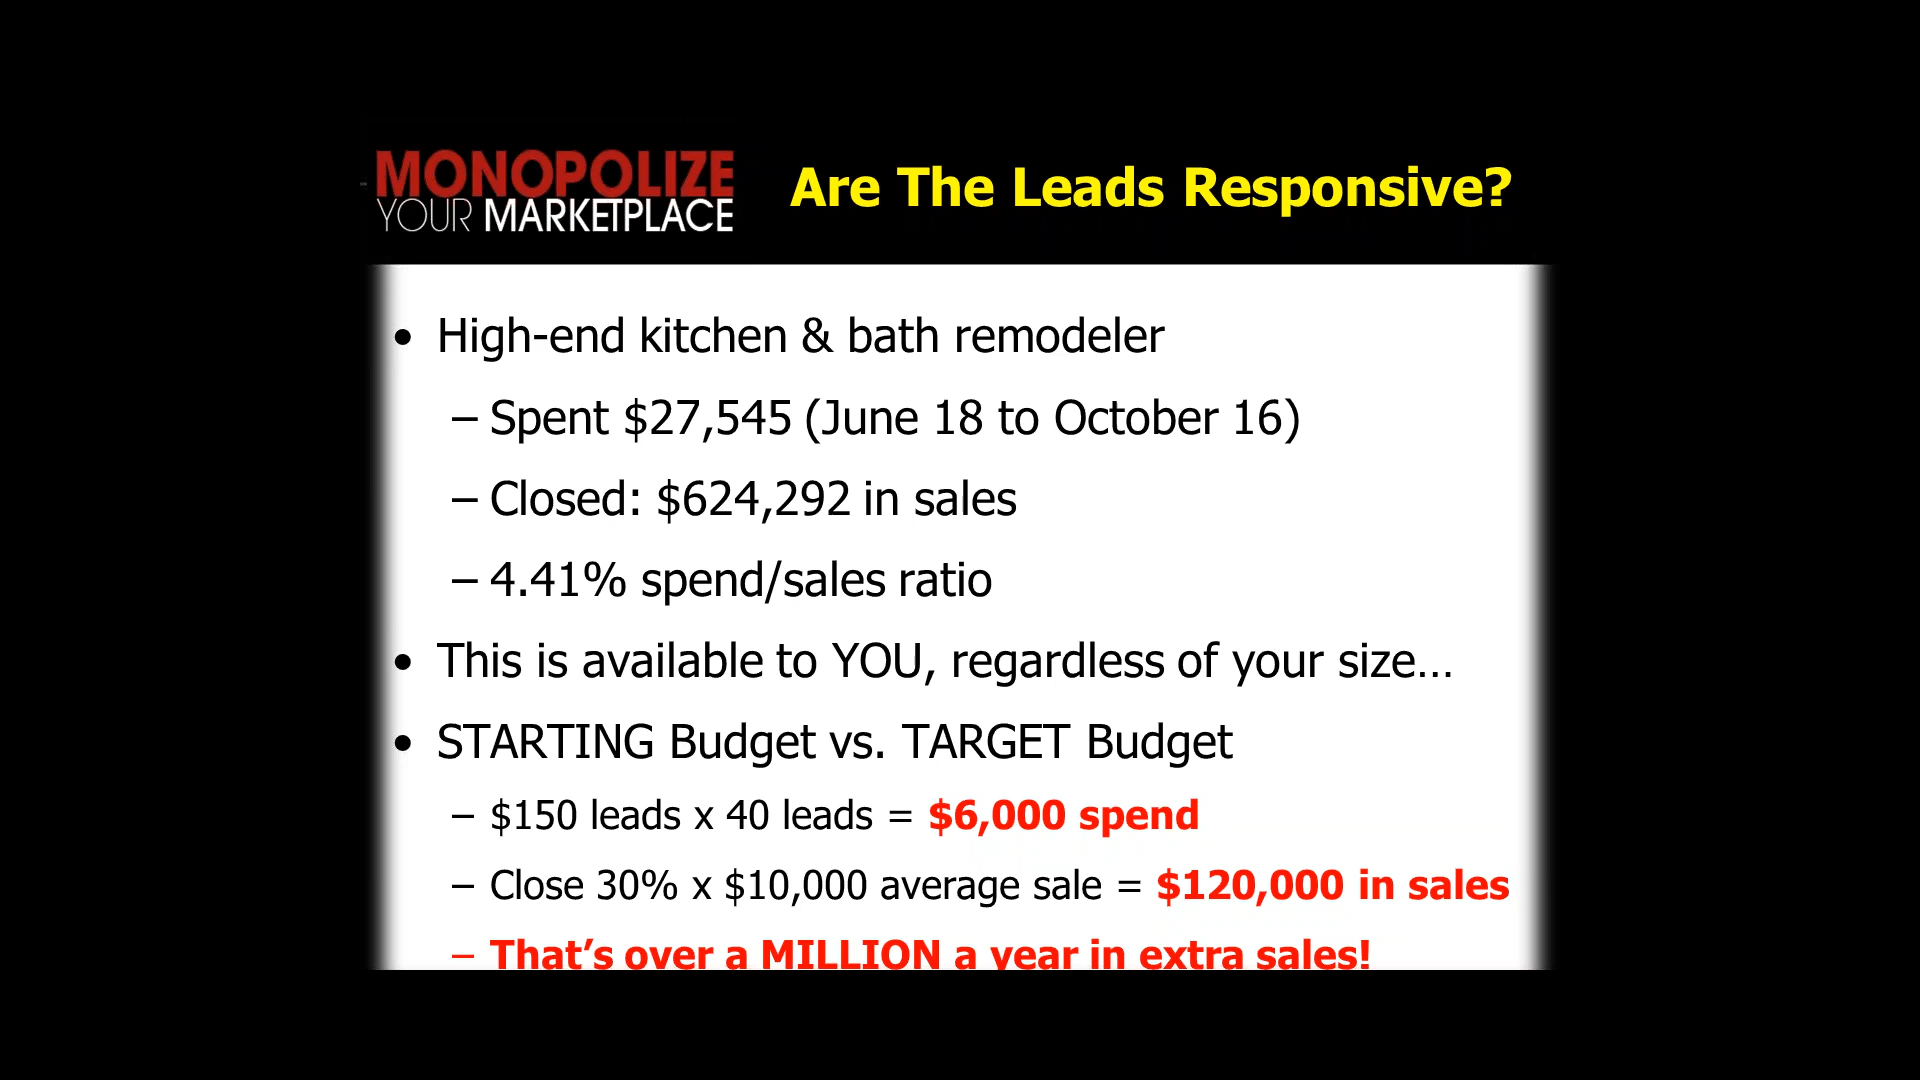 MONOPOLIZE
YOUR MARKETPLACE
Are The Leads Responsive?
• High-end kitchen & bath remodeler
– Spent $27,545 (June 18 to October 16)
– Closed: $624,292 in sales
– 4.41% spend/sales ratio
• This is available to YOU, regardless of your size…
• STARTING Budget vs. TARGET Budget
– $150 leads x 40 leads = $6,000 spend
– Close 30% x $10,000 average sale = $120,000 in sales
– That’s over a MILLION a year in extra sales!